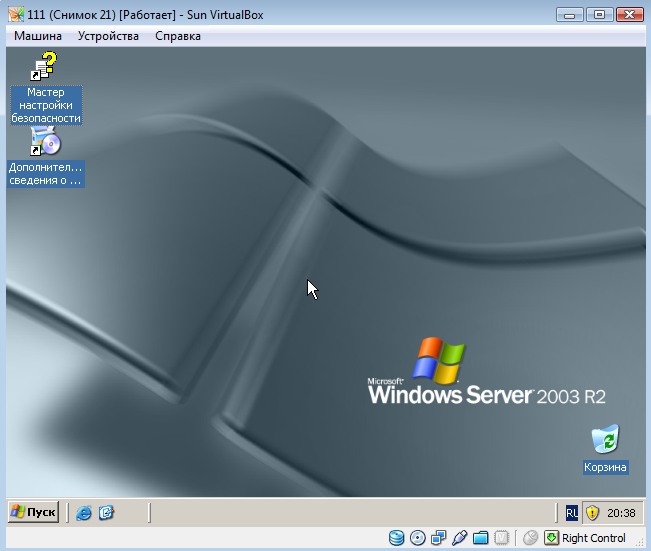 111 (Снимок 21) [Работает] - Sun VirtualBox
Машина Устройства Справка
Мастер
настройки
безопасности
Дополнител...
сведения о ...
Microsoft®
Windows Server 2003 R2
Корзина
Пуск
RU
20:38
Right Control